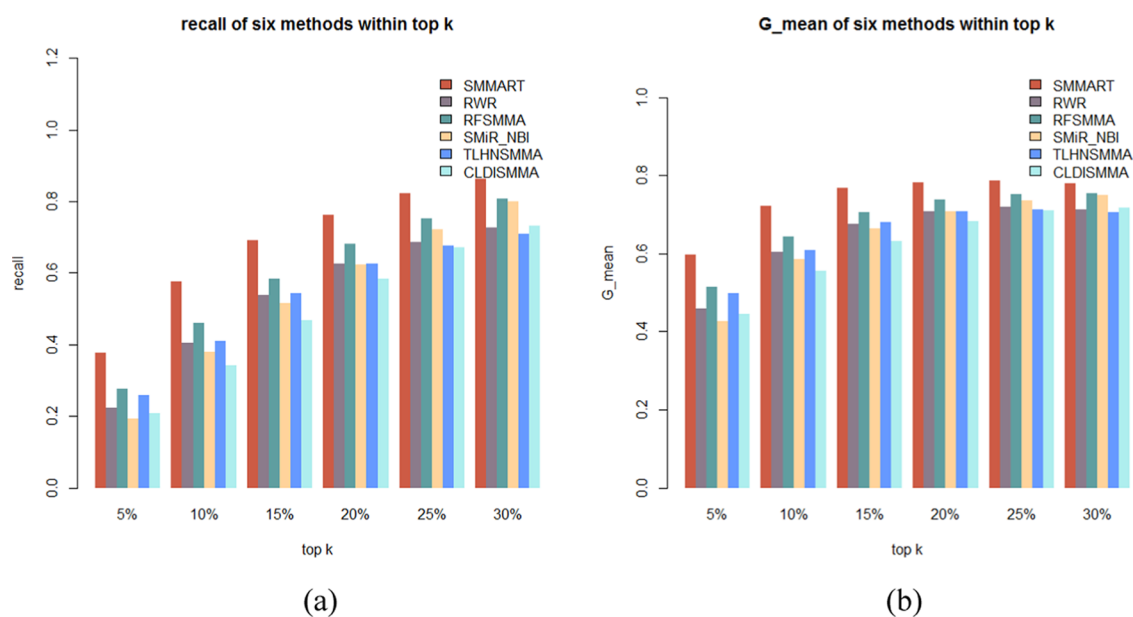 (a)
recall of six methods within top k
recall
1.2
1.0
0.8
0.6
0.4
0.2
0.0
SMMART
RWR
RFSMMA
SMiR_NBI
TLHNSMMA
CLDISMMA
5% 10% 15% 20% 25% 30%
top k
(b)
G_mean of six methods within top k
G_mean
1.0
0.8
0.6
0.4
0.2
0.0
SMMART
RWR
RFSMMA
SMiR_NBI
TLHNSMMA
CLDISMMA
5% 10% 15% 20% 25% 30%
top k